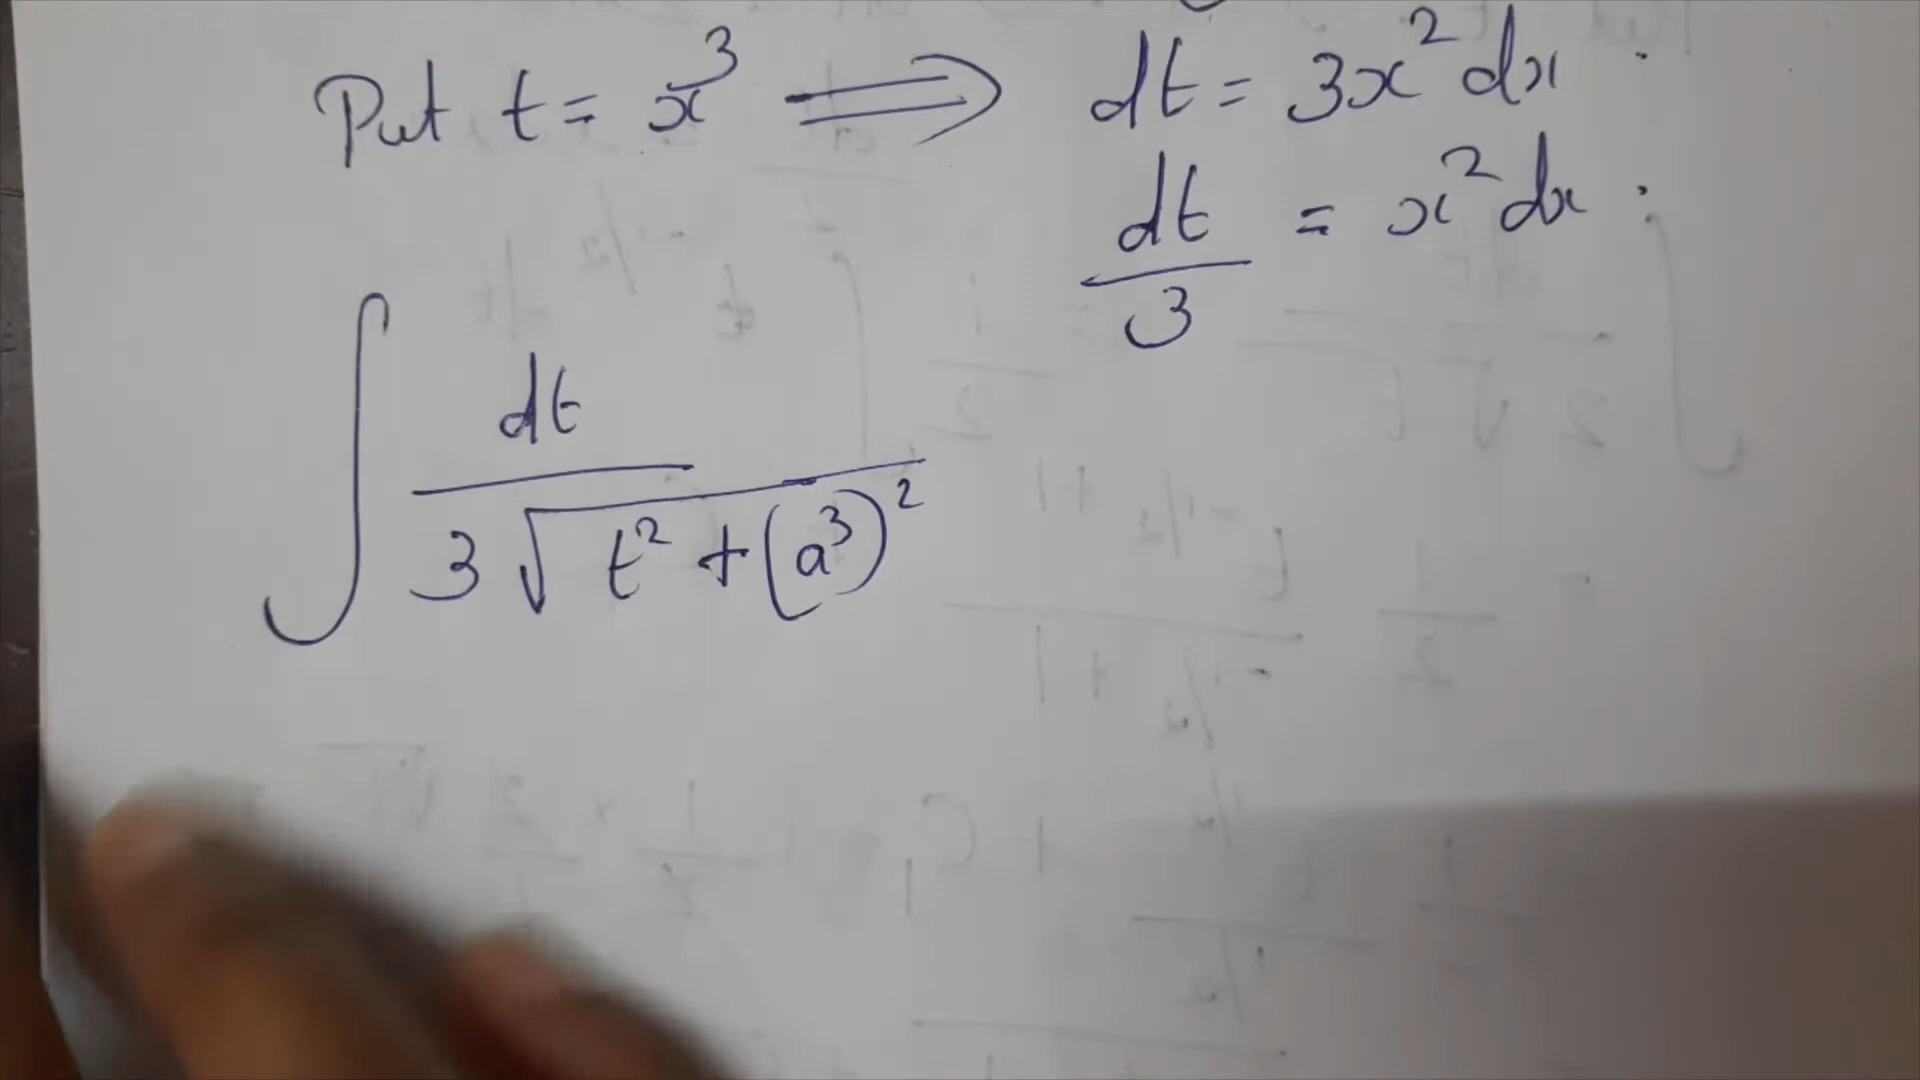 Put t = x³ ⟹ dt = 3x² dx
dt/3 = x² dx
∫ dt / 3√(t² + (a³)²)